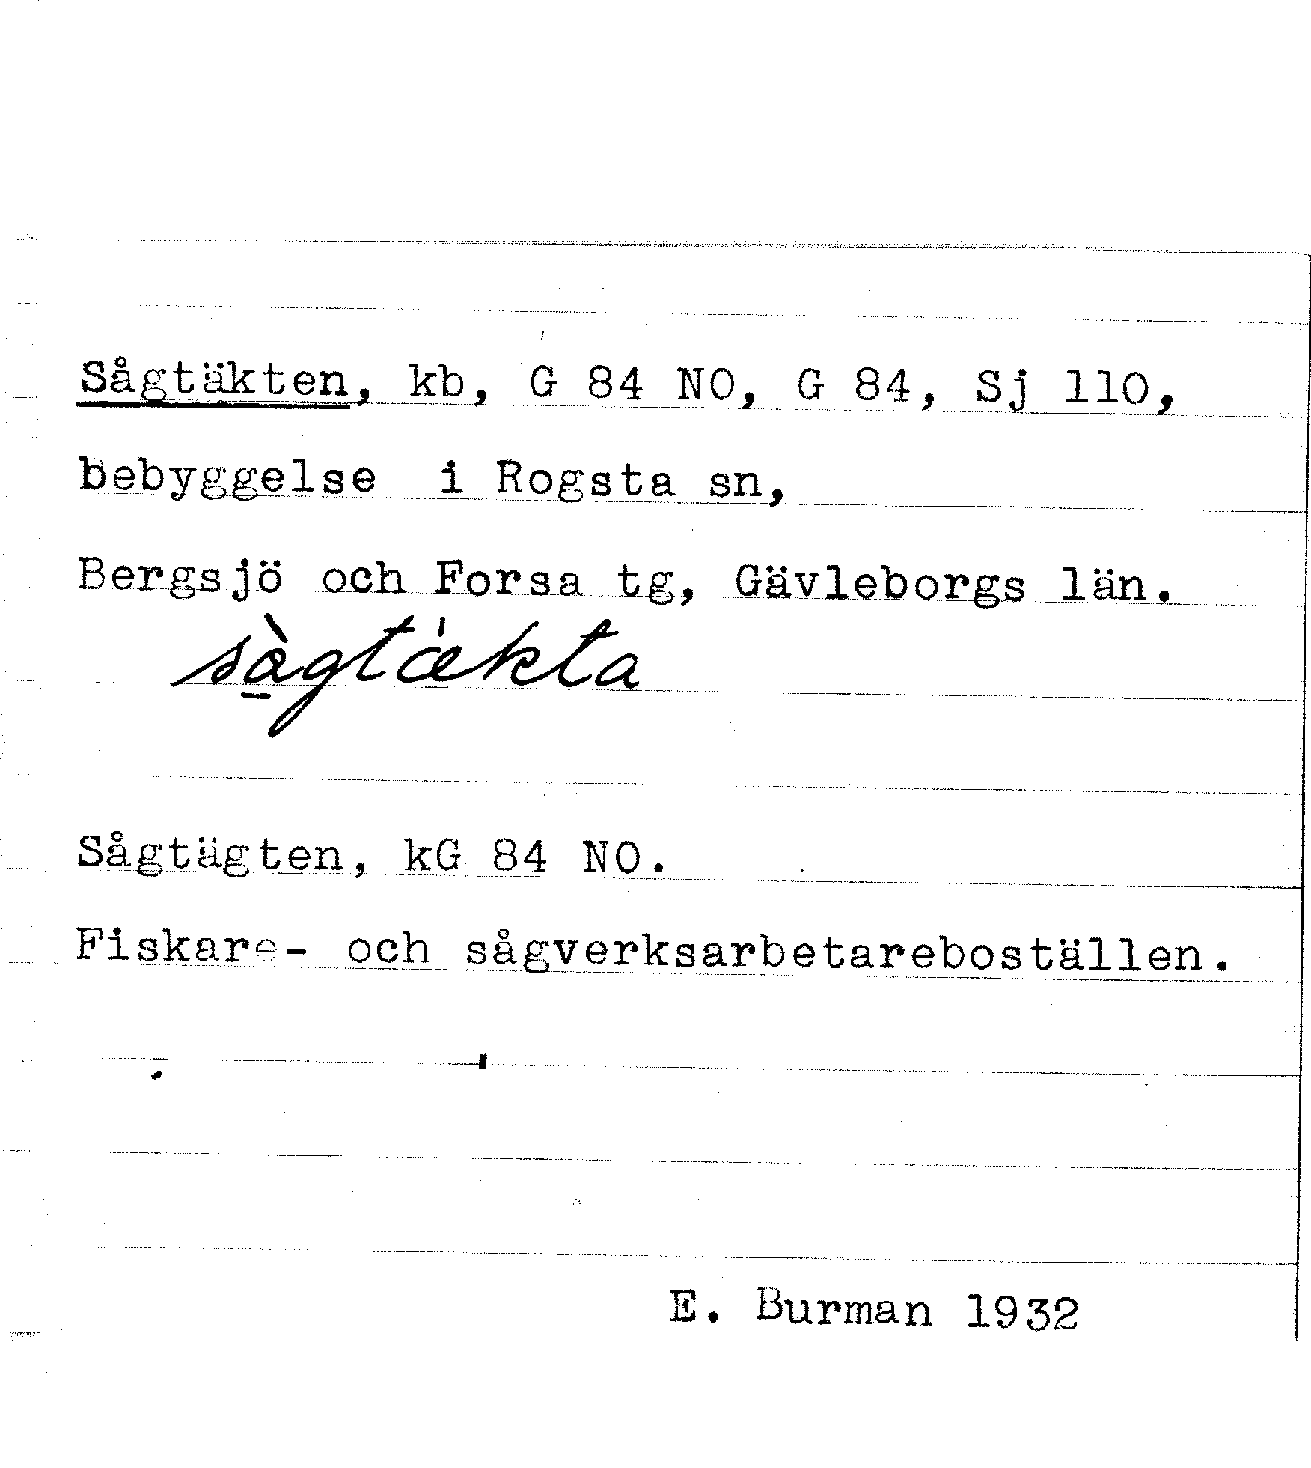 Sågtäkten, kb, G 84 NO, G 84, Sj 110,
bebyggelse i Rogsta sn,
Bergsjö och Forsa tg, Gävleborgs län.
sàgtækta
Sågtägten, kG 84 NO.
Fiskare- och sågverksarbetareboställen.
E. Burman 1932